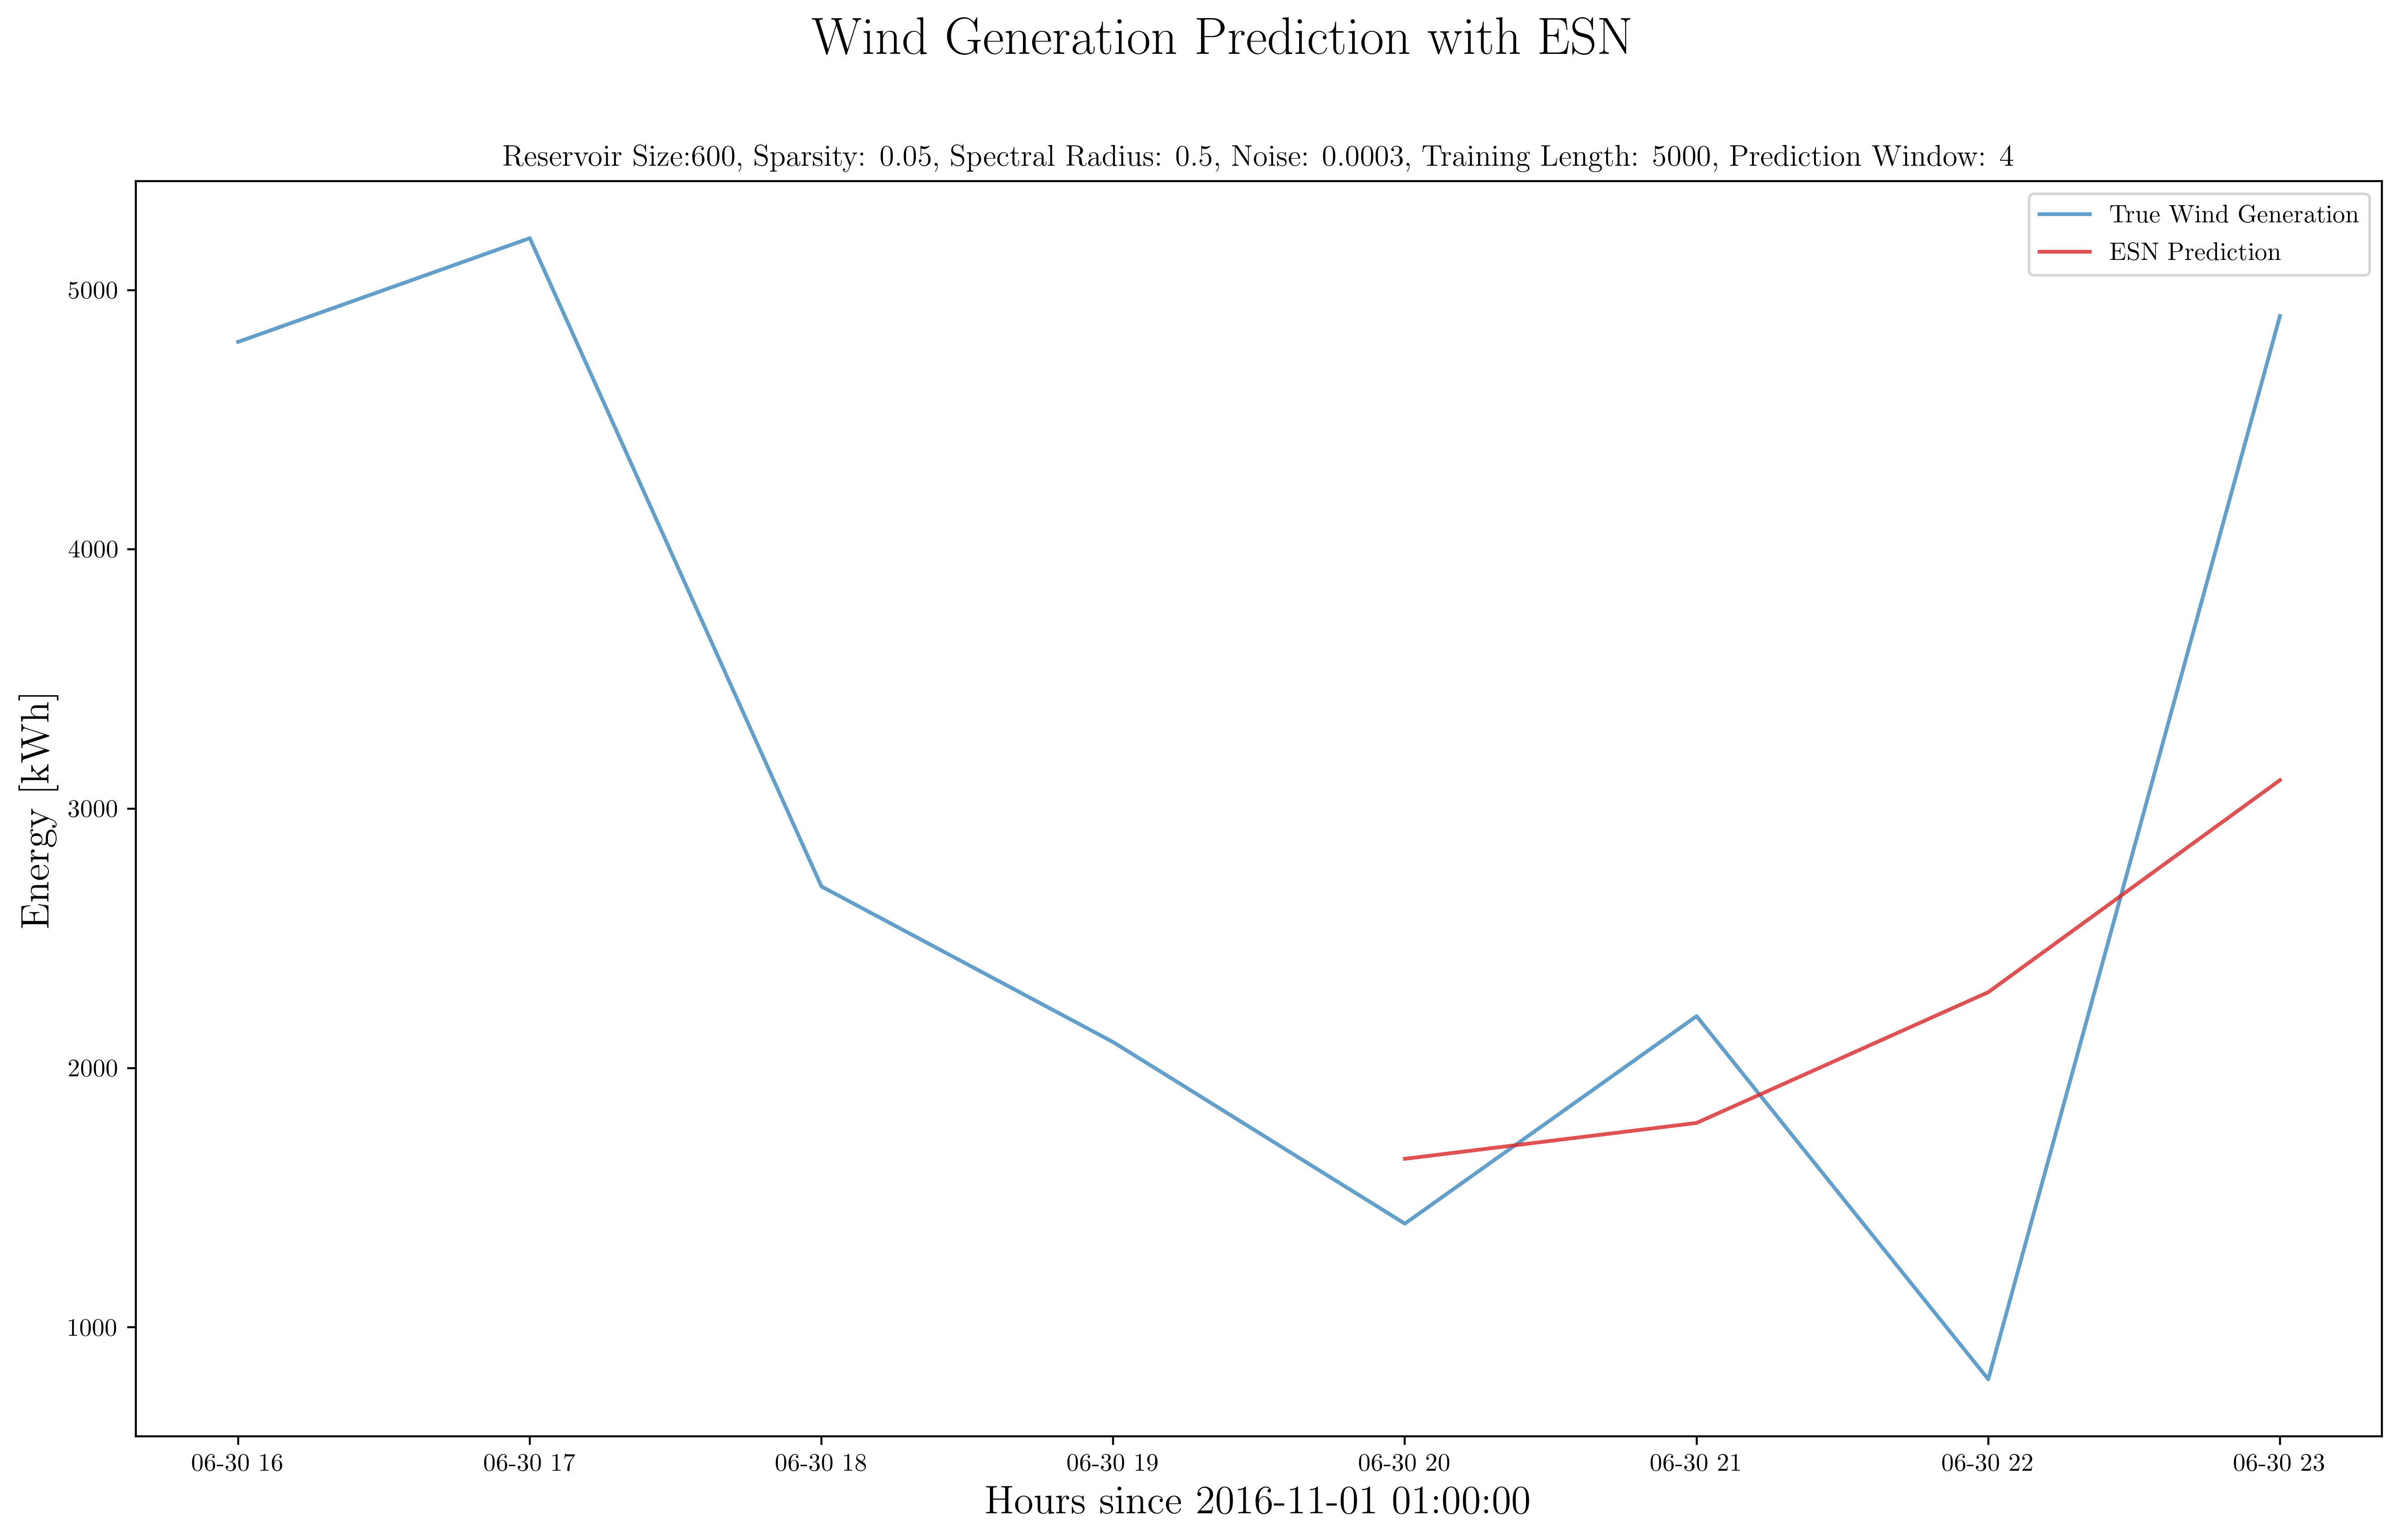 Wind Generation Prediction with ESN
Reservoir Size:600, Sparsity: 0.05, Spectral Radius: 0.5, Noise: 0.0003, Training Length: 5000, Prediction Window: 4
True Wind Generation
ESN Prediction
5000
4000
3000
2000
1000
Energy [kWh]
06-30 16
06-30 17
06-30 18
06-30 19
06-30 20
06-30 21
06-30 22
06-30 23
Hours since 2016-11-01 01:00:00